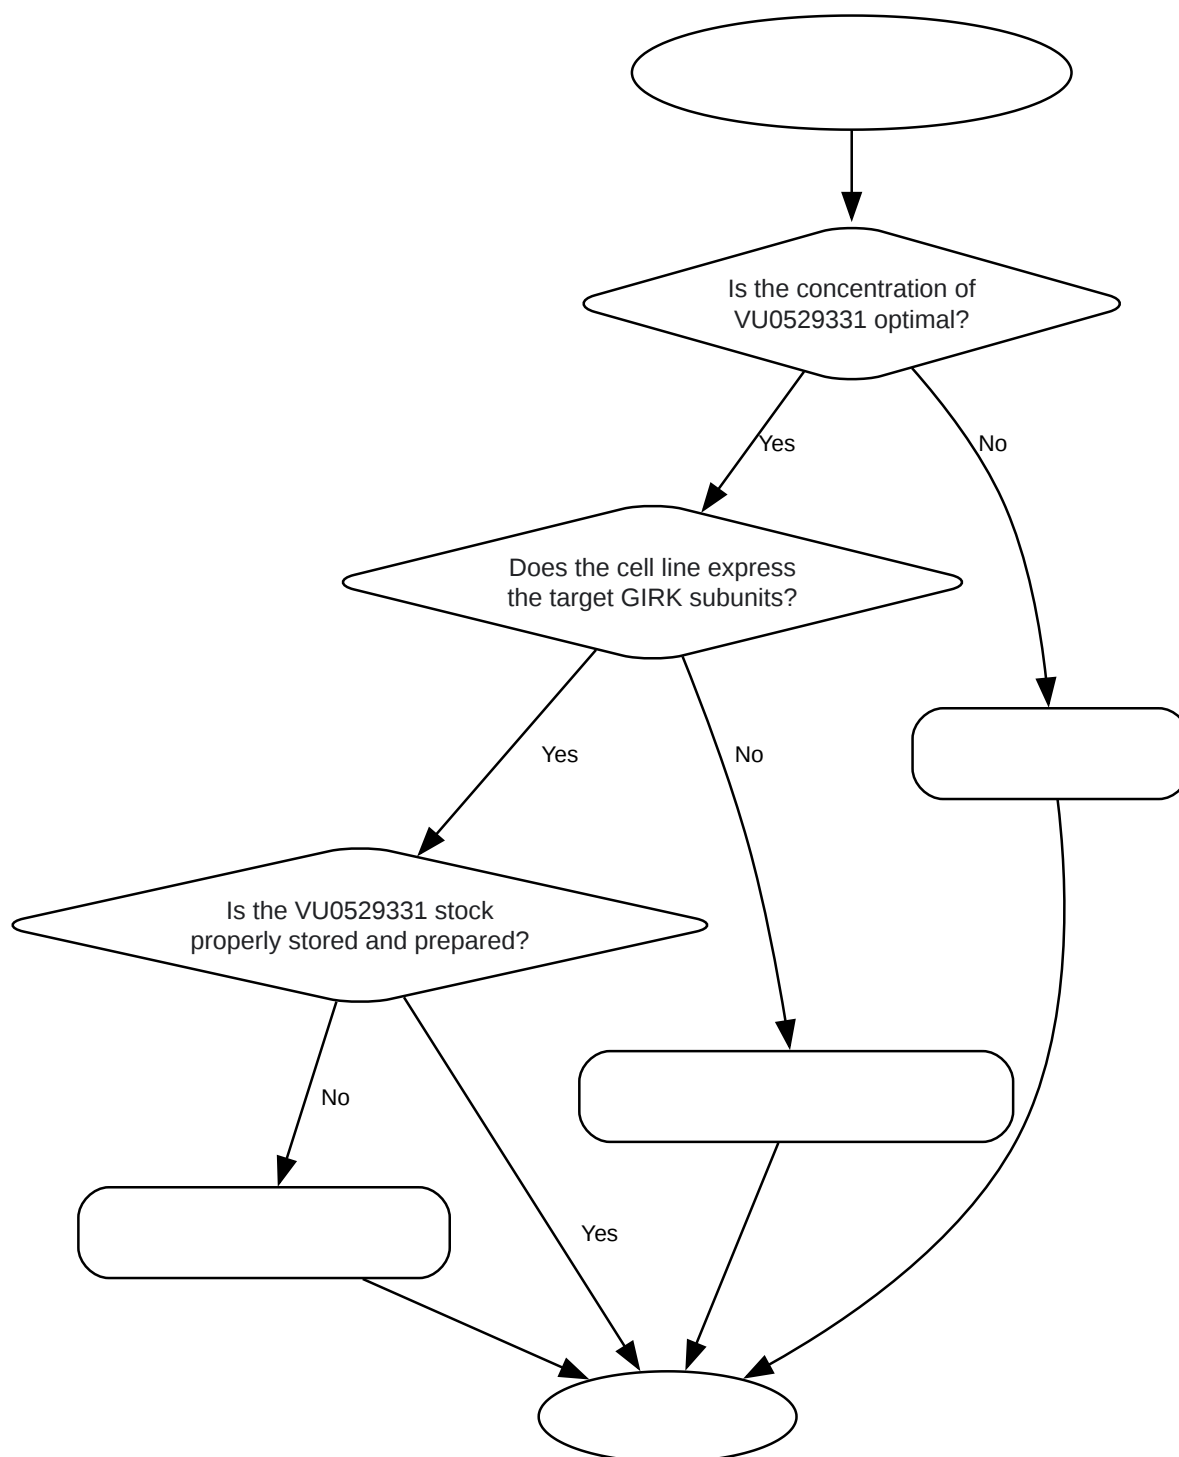 Is the concentration of
VU0529331 optimal?
Yes
No
Does the cell line express
the target GIRK subunits?
Yes
No
Is the VU0529331 stock
properly stored and prepared?
No
Yes